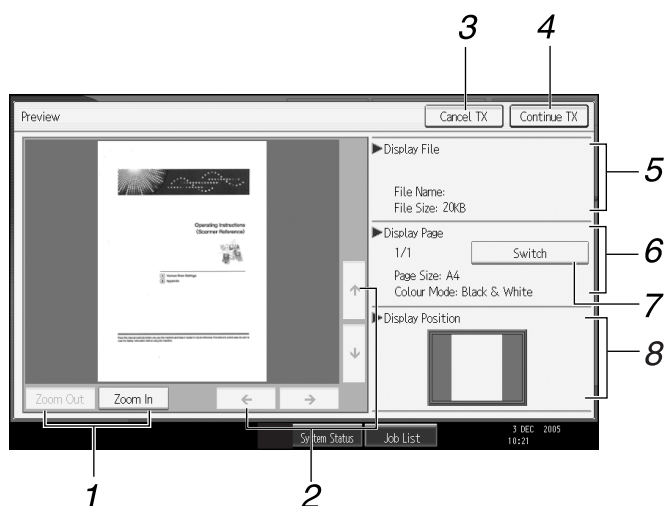 3 4
Preview Cancel TX Continue TX
Display File
5
File Name:
File Size: 20KB
Operating Instructions
(Scanner Reference)
Display Page
1/1 Switch
6
Page Size: A4
Colour Mode: Black & White
7
Display Position
8
Zoom Out Zoom In
System Status Job List 3 DEC 2005
10:21
1 2